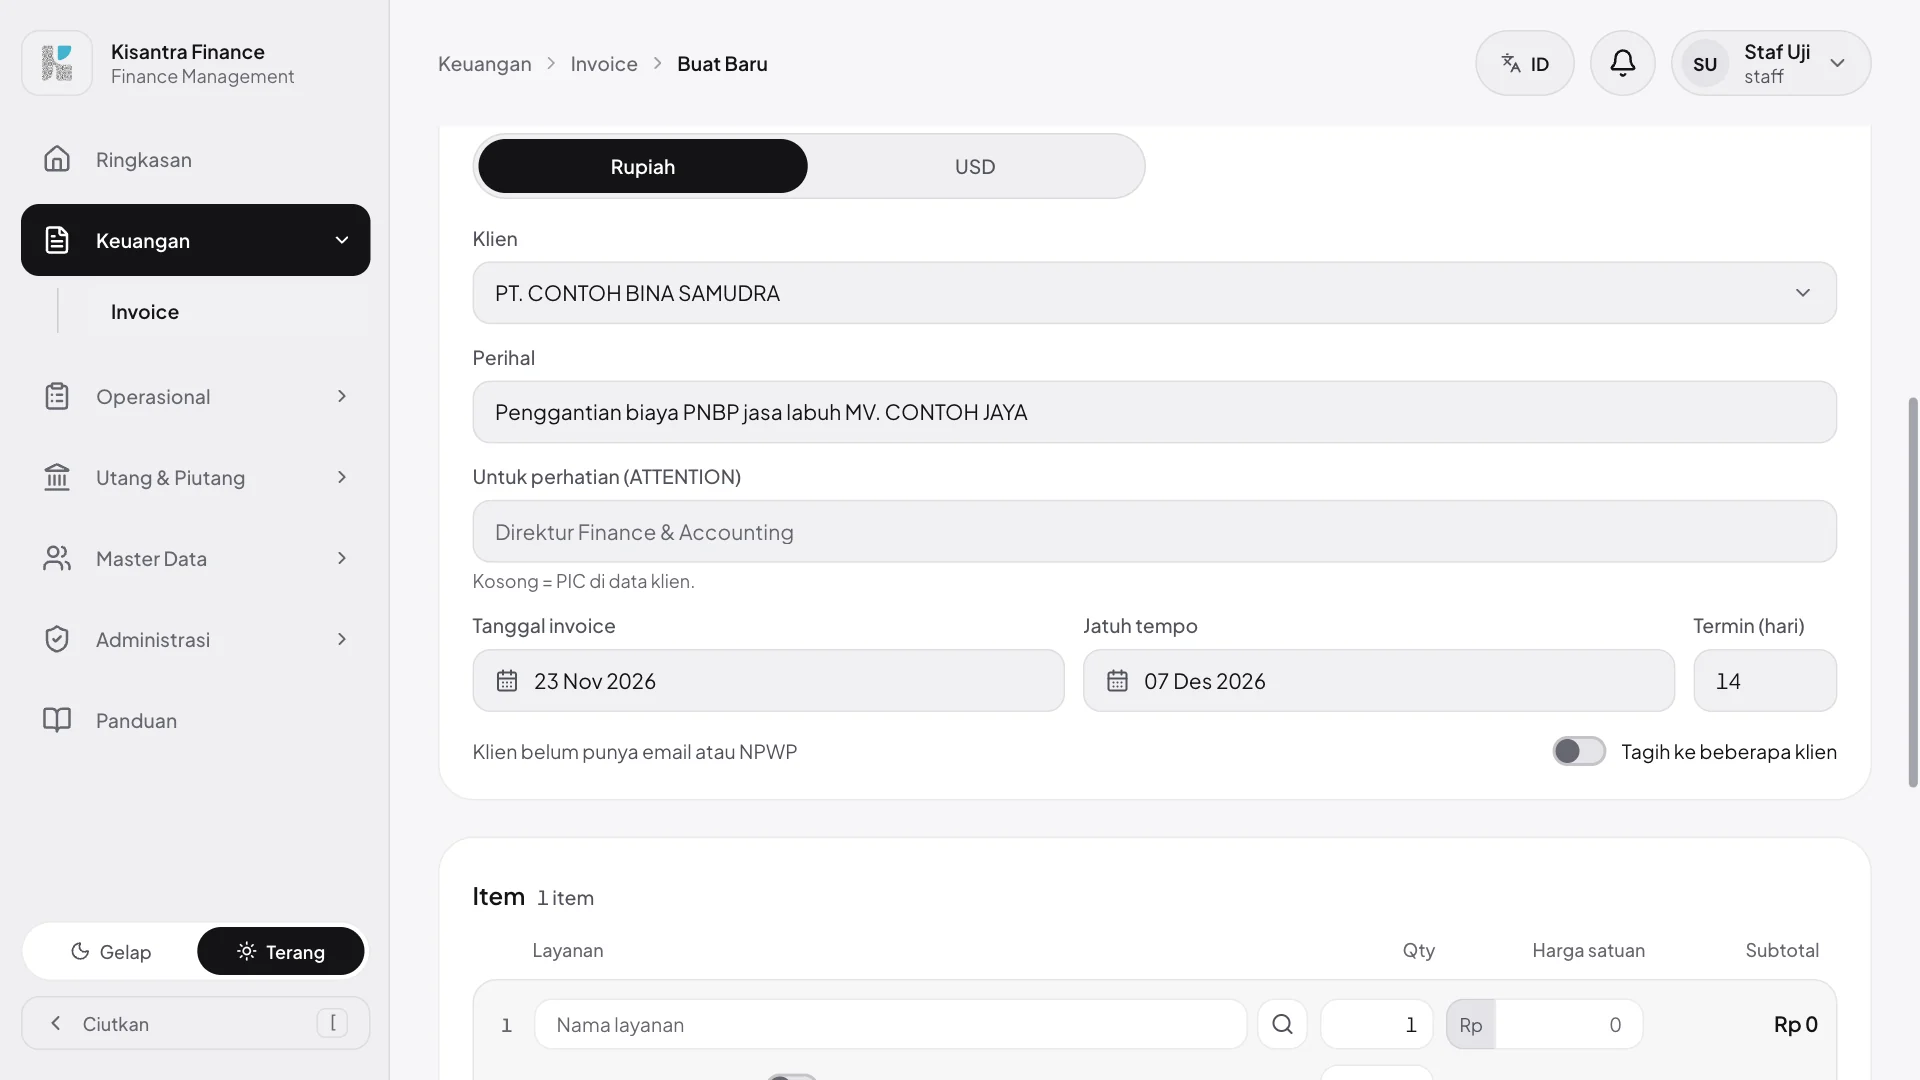 Kisantra Finance
Finance Management
Ringkasan
Keuangan
Invoice
Operasional
Utang & Piutang
Master Data
Administrasi
Panduan
Gelap
Terang
Ciutkan [
Keuangan > Invoice > Buat Baru
ID
SU
Staf Uji
staff
Rupiah
USD
Klien
PT. CONTOH BINA SAMUDRA
Perihal
Penggantian biaya PNBP jasa labuh MV. CONTOH JAYA
Untuk perhatian (ATTENTION)
Direktur Finance & Accounting
Kosong = PIC di data klien.
Tanggal invoice Jatuh tempo Termin (hari)
23 Nov 2026 07 Des 2026 14
Klien belum punya email atau NPWP Tagih ke beberapa klien
Item 1 item
Layanan Qty Harga satuan Subtotal
1 Nama layanan 1 Rp 0 Rp 0